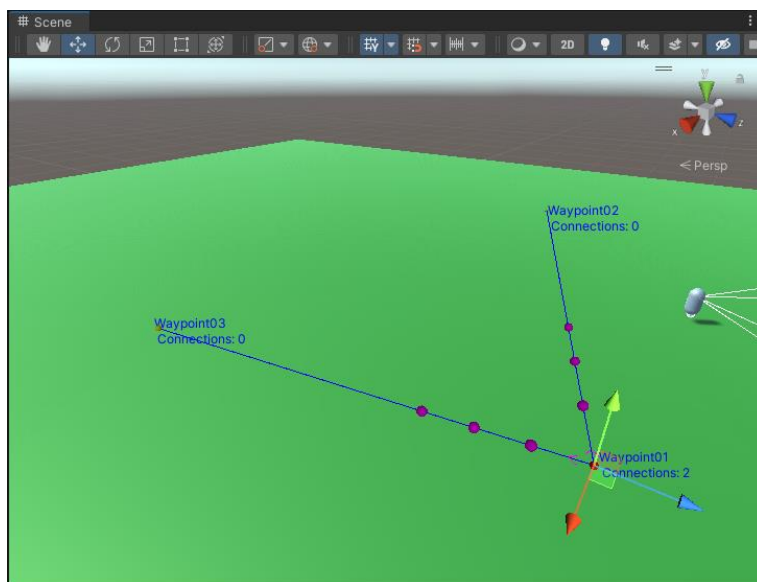 Scene
2D
y
x
z
Persp
Waypoint02
Connections: 0
Waypoint03
Connections: 0
Waypoint01
Connections: 2